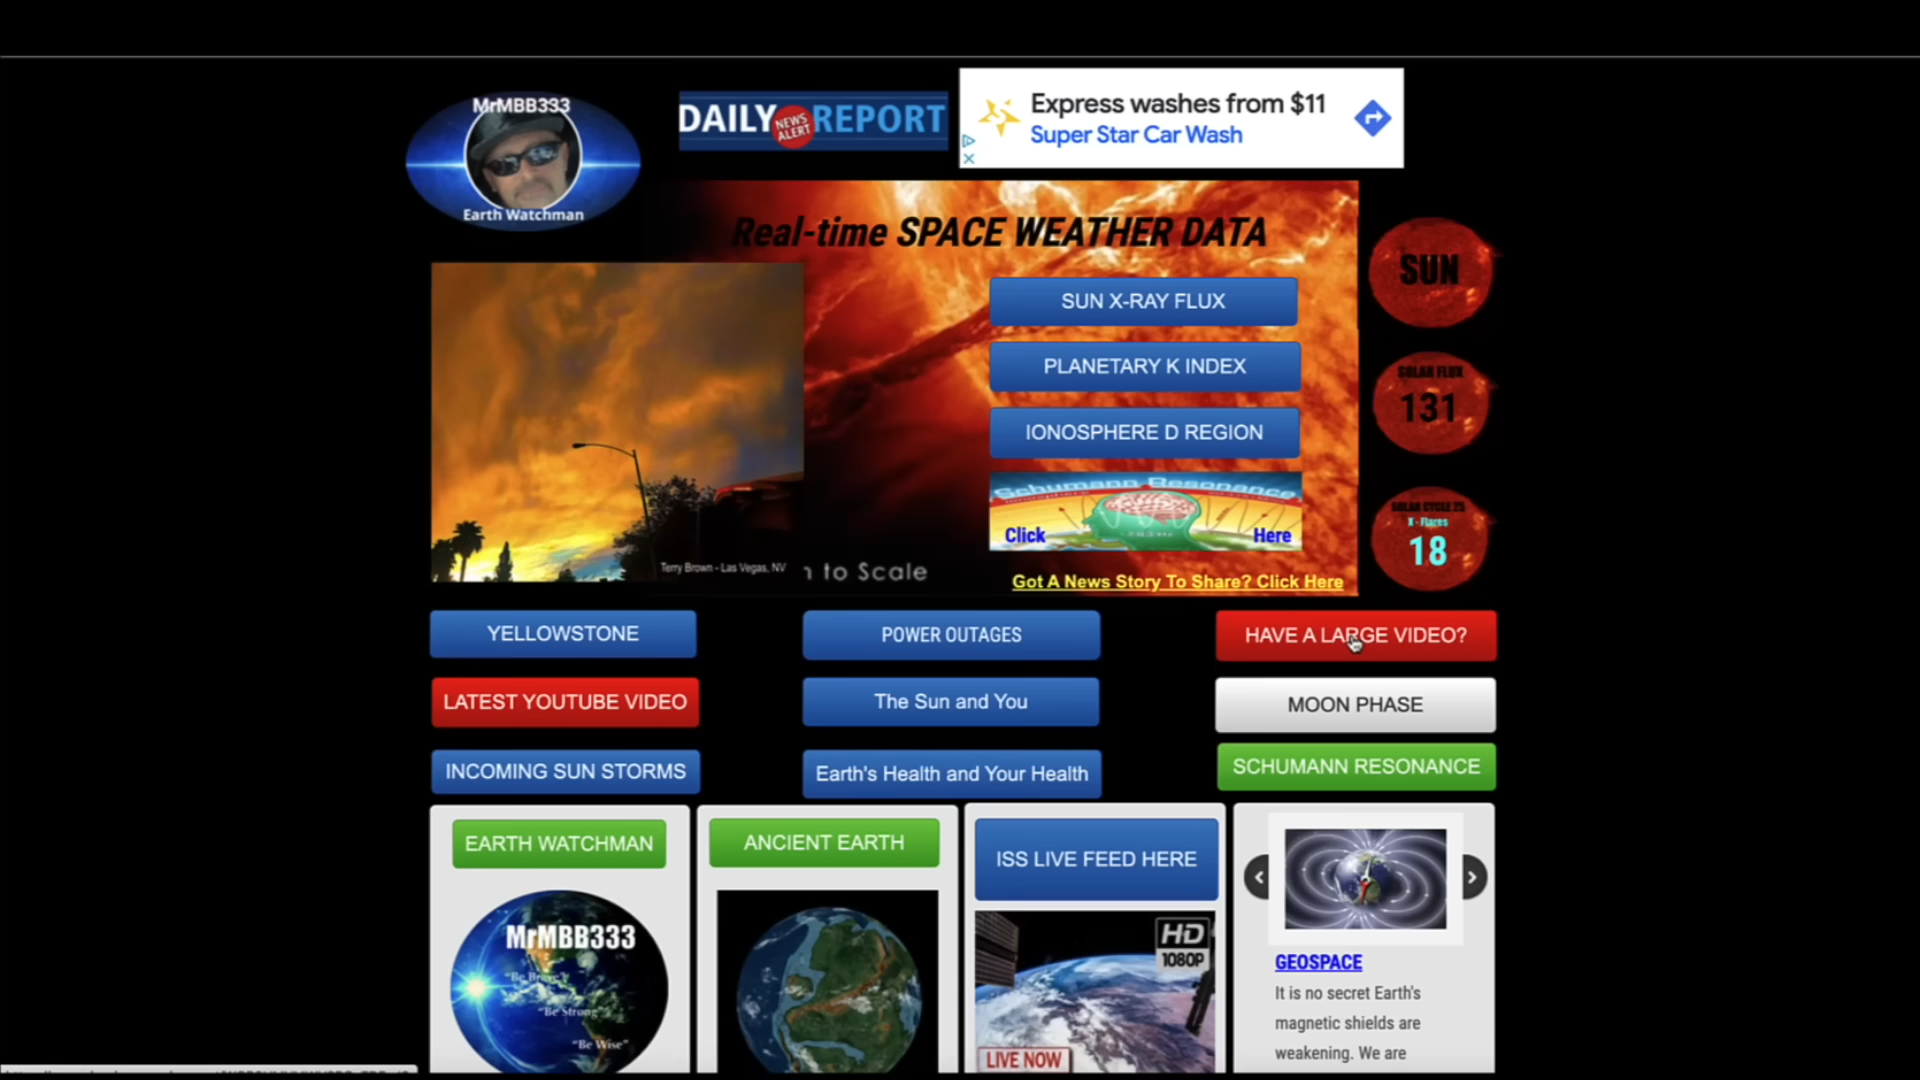 MrMBB333
Earth Watchman
DAILY NEWS ALERT REPORT
Express washes from $11
Super Star Car Wash
Real-time SPACE WEATHER DATA
SUN X-RAY FLUX
PLANETARY K INDEX
IONOSPHERE D REGION
Schumann Resonance
Click Here
Terry Brown - Las Vegas, NV
to Scale
Got A News Story To Share? Click Here
SUN
SOLAR FLUX
131
SOLAR CYCLE 25
X - Flares
18
YELLOWSTONE
POWER OUTAGES
HAVE A LARGE VIDEO?
LATEST YOUTUBE VIDEO
The Sun and You
MOON PHASE
INCOMING SUN STORMS
Earth's Health and Your Health
SCHUMANN RESONANCE
EARTH WATCHMAN
MrMBB333
"Be Brave"
"Be Strong"
"Be Wise"
ANCIENT EARTH
ISS LIVE FEED HERE
HD
1080P
LIVE NOW
GEOSPACE
It is no secret Earth's
magnetic shields are
weakening. We are